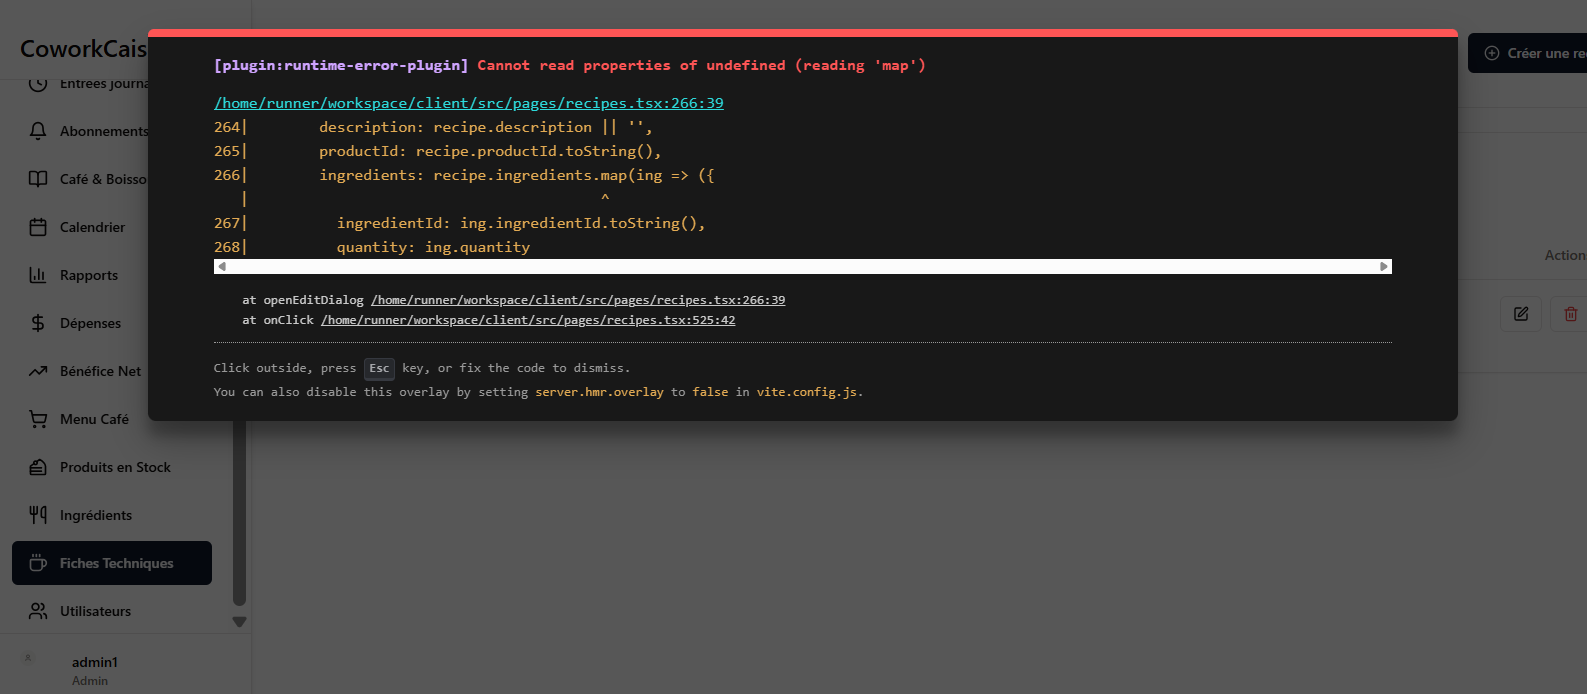 CoworkCais
Entrées journa
Abonnements
Café & Boisso
Calendrier
Rapports
Dépenses
Bénéfice Net
Menu Café
Produits en Stock
Ingrédients
Fiches Techniques
Utilisateurs
admin1
Admin
[plugin:runtime-error-plugin] Cannot read properties of undefined (reading 'map')
/home/runner/workspace/client/src/pages/recipes.tsx:266:39
264|        description: recipe.description || '',
265|        productId: recipe.productId.toString(),
266|        ingredients: recipe.ingredients.map(ing => ({
   |                                        ^
267|          ingredientId: ing.ingredientId.toString(),
268|          quantity: ing.quantity
at openEditDialog /home/runner/workspace/client/src/pages/recipes.tsx:266:39
at onClick /home/runner/workspace/client/src/pages/recipes.tsx:525:42
Click outside, press Esc key, or fix the code to dismiss.
You can also disable this overlay by setting server.hmr.overlay to false in vite.config.js.
Créer une re
Action